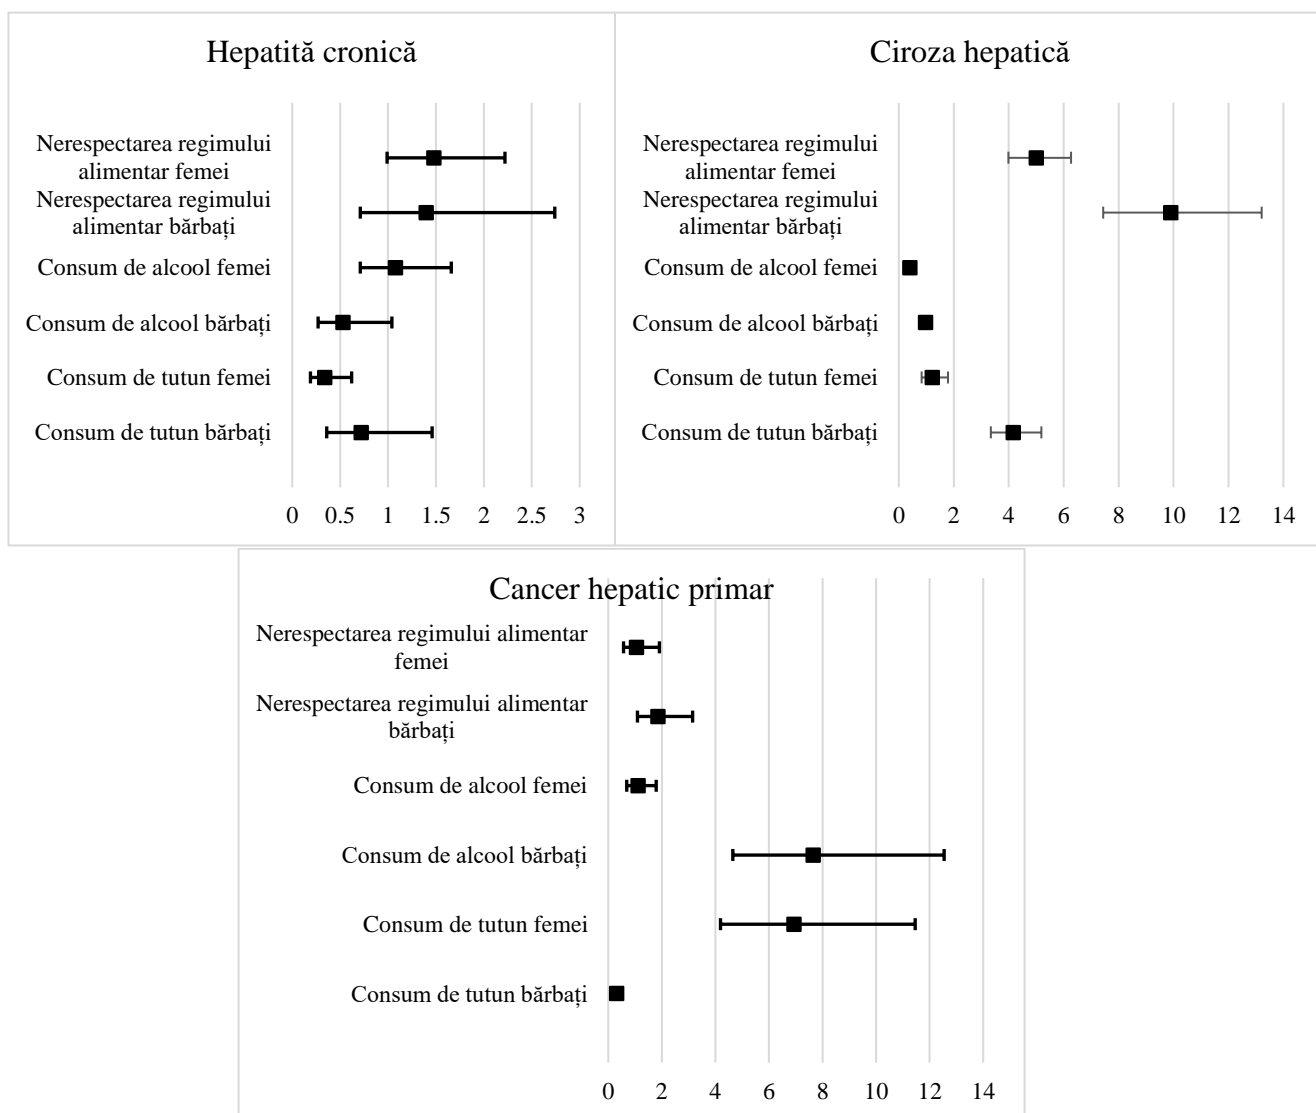 Hepatită cronică
Nerespectarea regimului
alimentar femei
Nerespectarea regimului
alimentar bărbați
Consum de alcool femei
Consum de alcool bărbați
Consum de tutun femei
Consum de tutun bărbați
0 0.5 1 1.5 2 2.5 3
Ciroza hepatică
Nerespectarea regimului
alimentar femei
Nerespectarea regimului
alimentar bărbați
Consum de alcool femei
Consum de alcool bărbați
Consum de tutun femei
Consum de tutun bărbați
0 2 4 6 8 10 12 14
Cancer hepatic primar
Nerespectarea regimului alimentar
femei
Nerespectarea regimului alimentar
bărbați
Consum de alcool femei
Consum de alcool bărbați
Consum de tutun femei
Consum de tutun bărbați
0 2 4 6 8 10 12 14